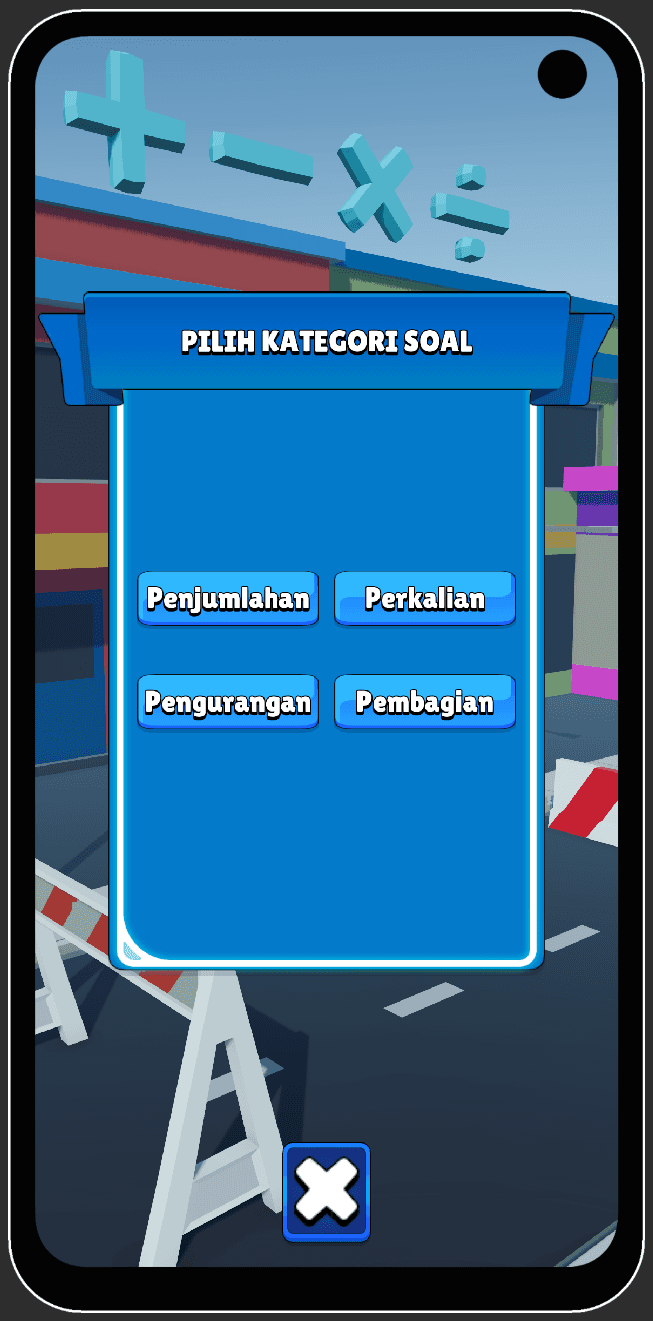 PILIH KATEGORI SOAL
Penjumlahan
Perkalian
Pengurangan
Pembagian